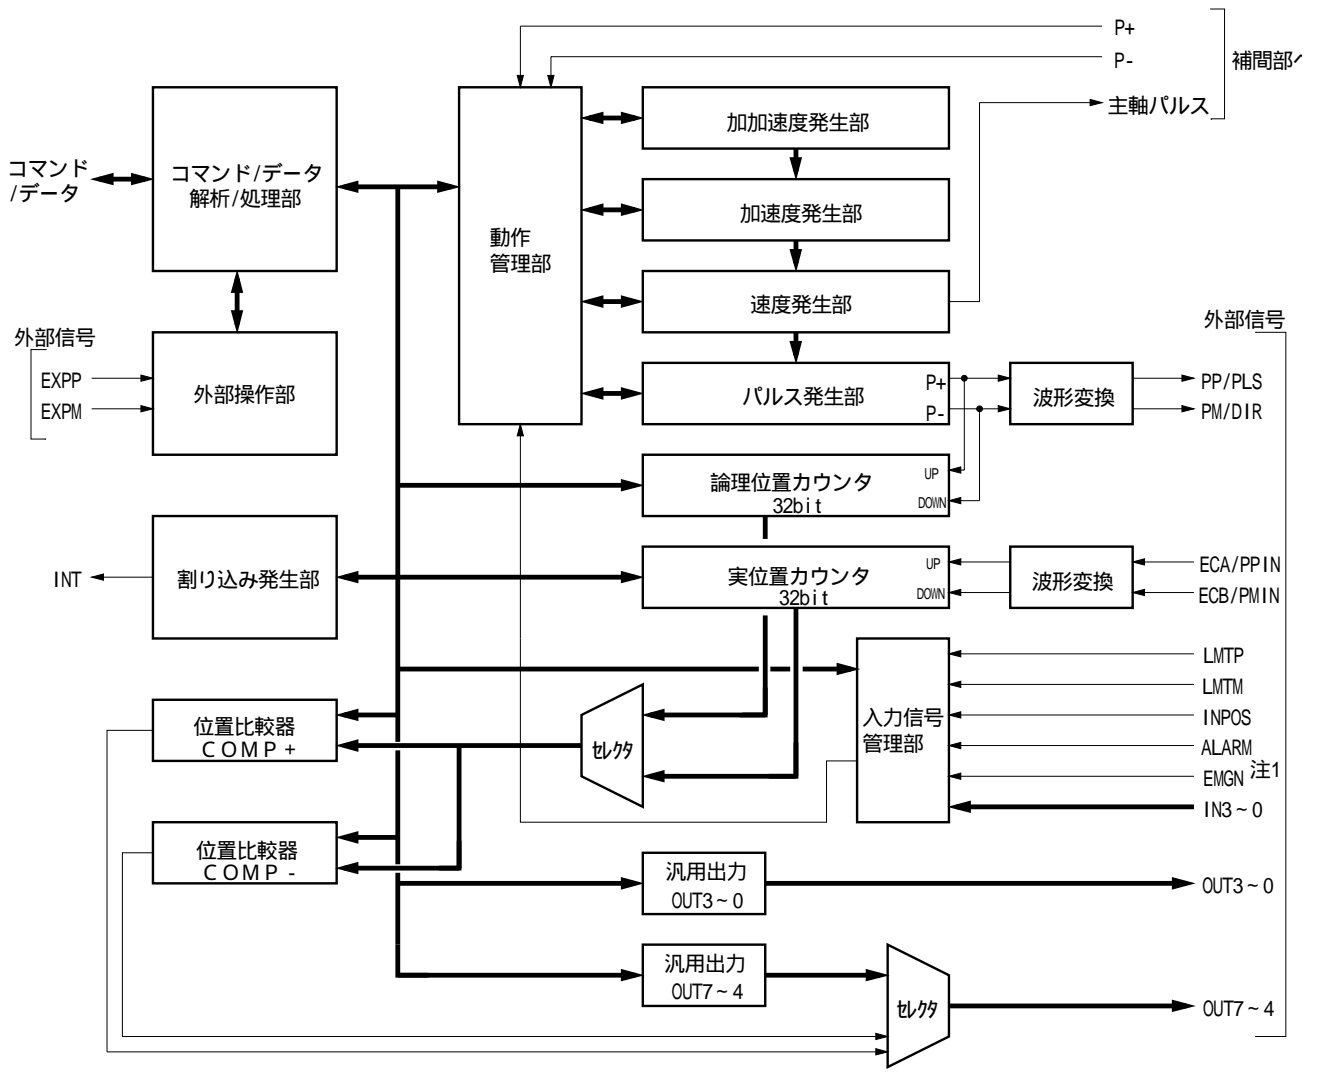 P+
P-
補間部へ
主軸パルス
コマンド
/データ
コマンド/データ
解析/処理部
動作
管理部
加加速度発生部
加速度発生部
速度発生部
パルス発生部
P+
P-
波形変換
外部信号
PP/PLS
PM/DIR
外部信号
EXPP
EXPM
外部操作部
論理位置カウンタ
32bit
UP
DOWN
INT
割り込み発生部
実位置カウンタ
32bit
UP
DOWN
波形変換
ECA/PPIN
ECB/PMIN
位置比較器
COMP+
セレクタ
入力信号
管理部
LMTP
LMTM
INPOS
ALARM
EMGN 注1
IN3~0
位置比較器
COMP-
汎用出力
OUT3~0
OUT3~0
汎用出力
OUT7~4
セレクタ
OUT7~4